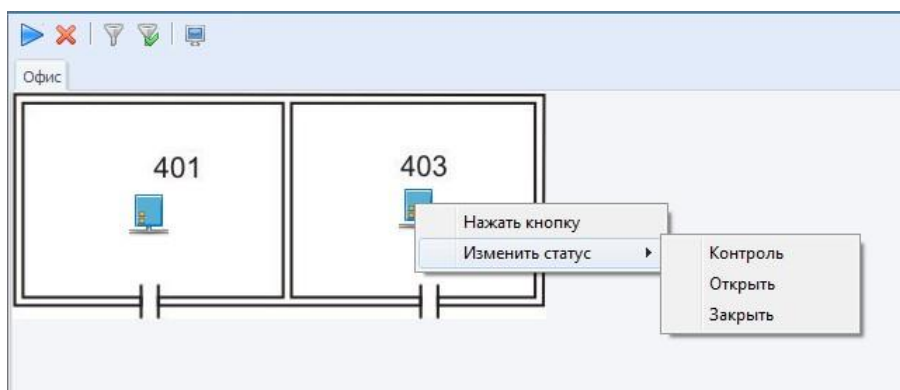 Офис
401
403
Нажать кнопку
Изменить статус
Контроль
Открыть
Закрыть